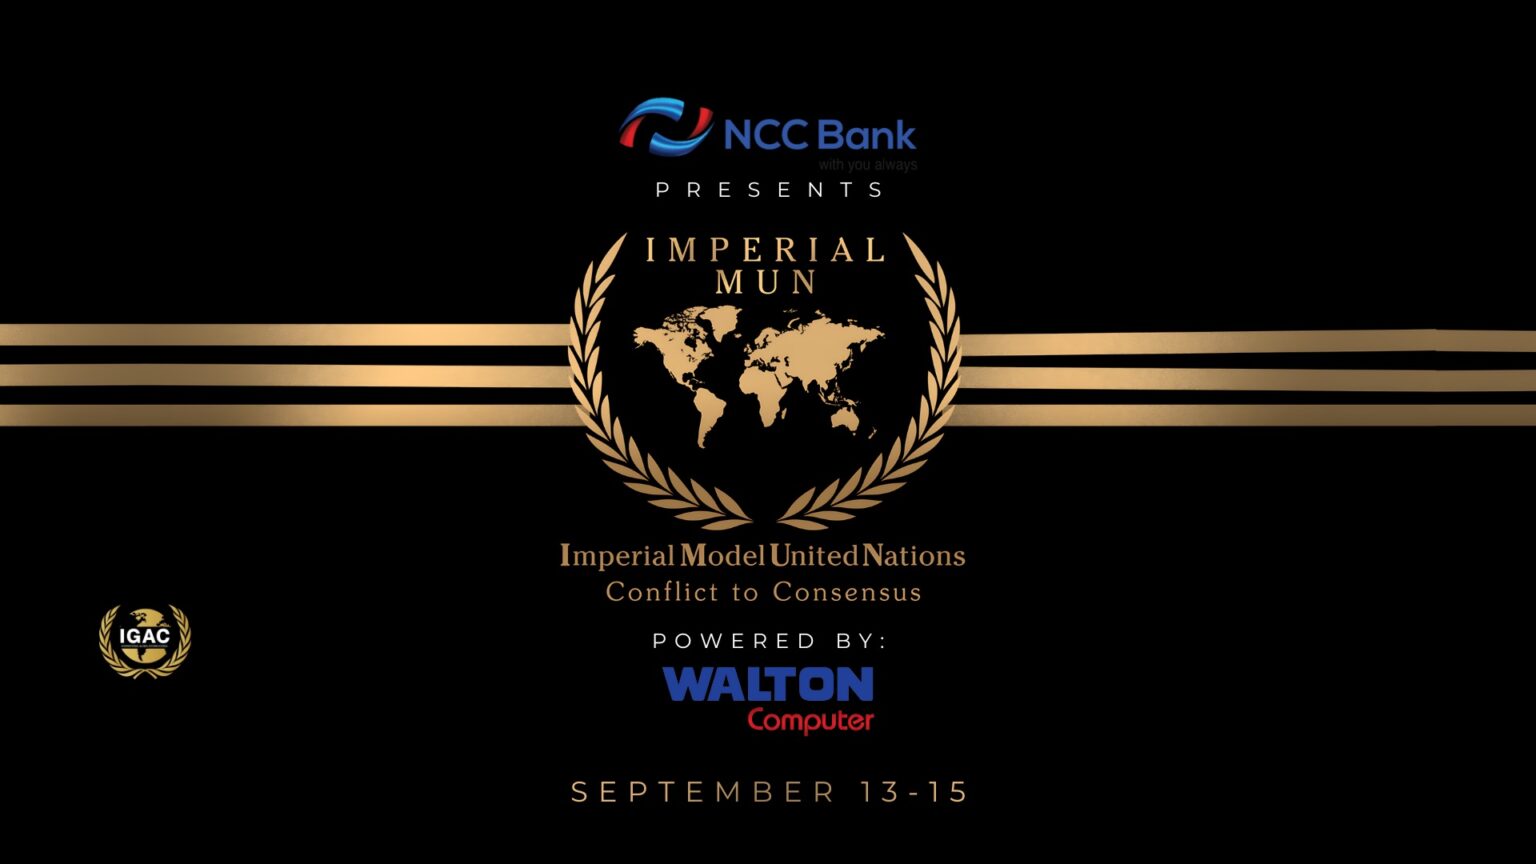 NCC Bank
with you always
PRESENTS
IMPERIAL
MUN
Imperial Model United Nations
Conflict to Consensus
IGAC
POWERED BY:
WALTON
Computer
SEPTEMBER 13-15